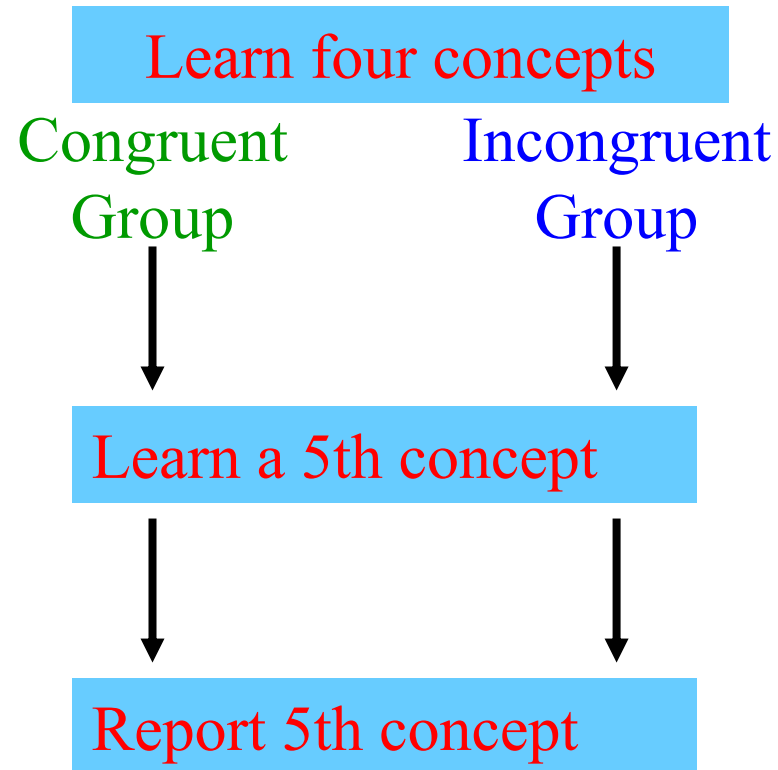 Learn four concepts
Congruent Incongruent
Group Group
Learn a 5th concept
Report 5th concept